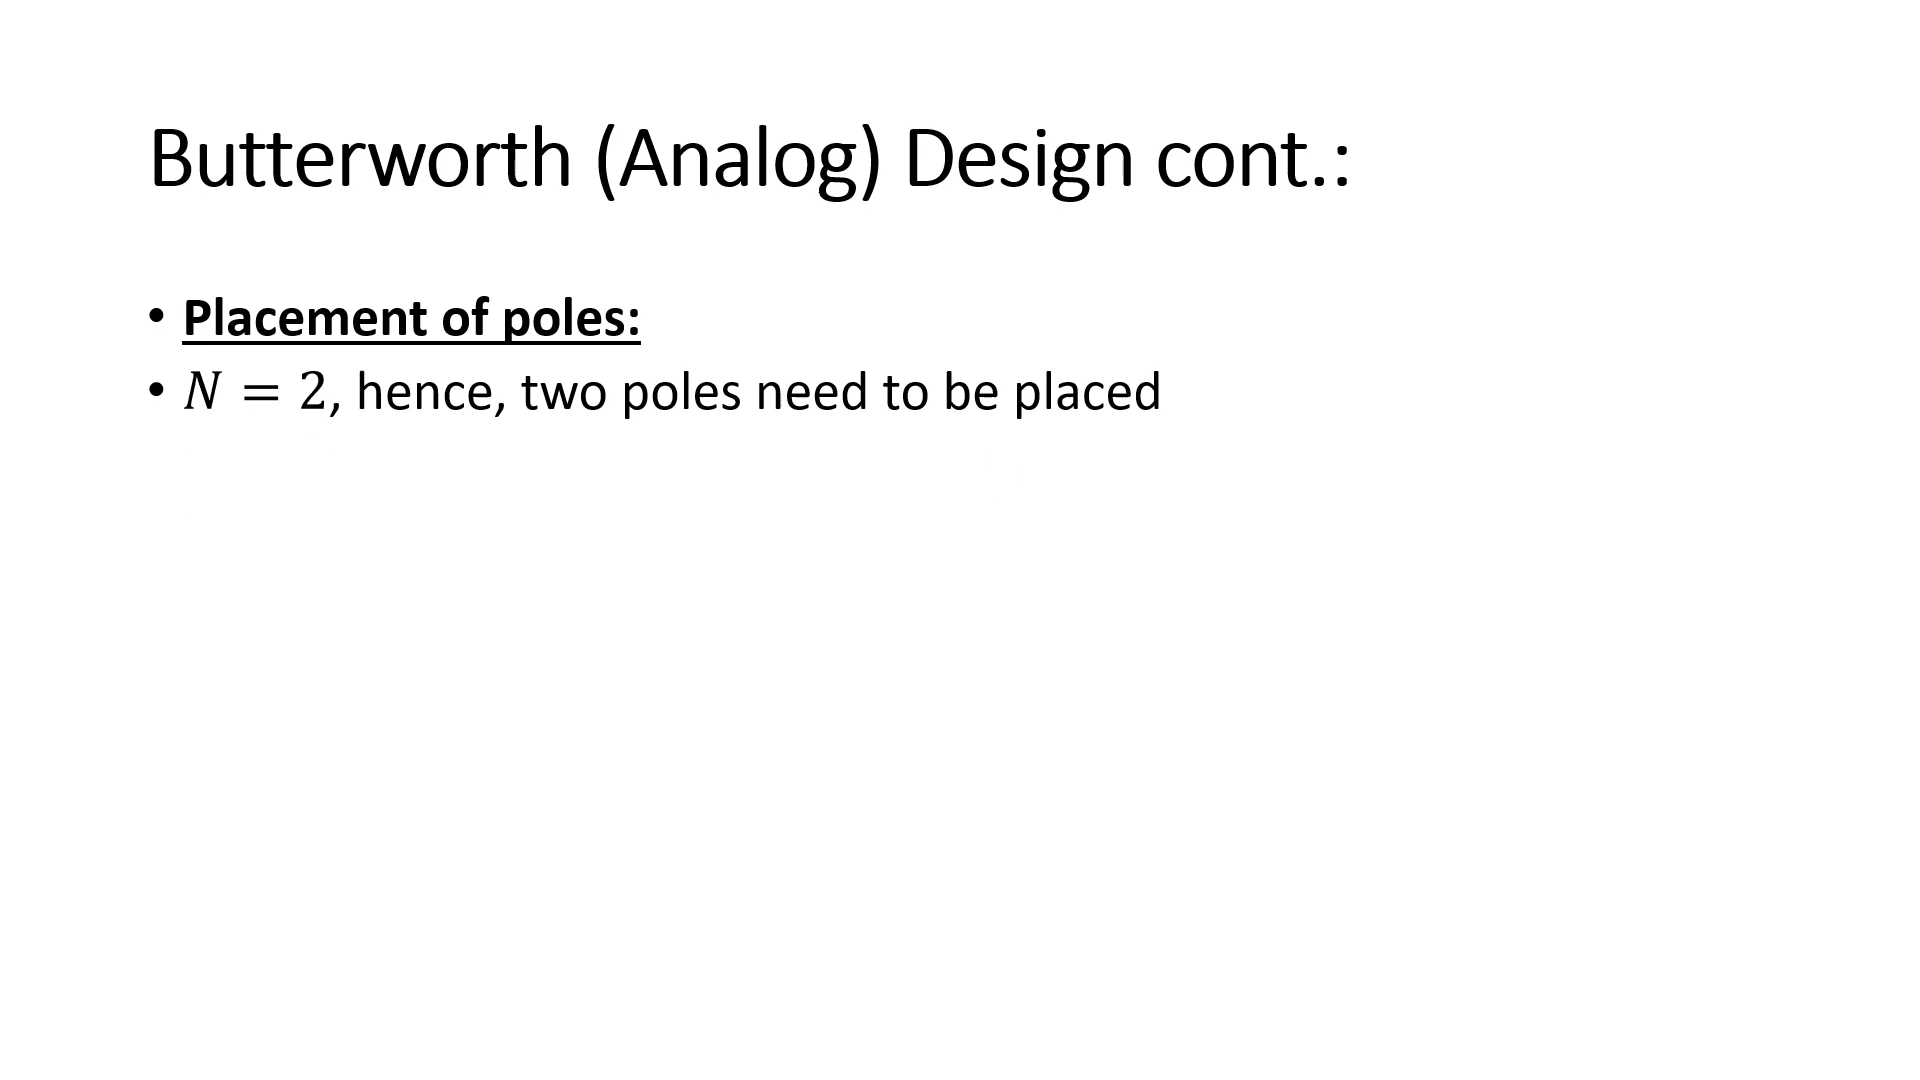 Butterworth (Analog) Design cont.:
• Placement of poles:
• N = 2, hence, two poles need to be placed